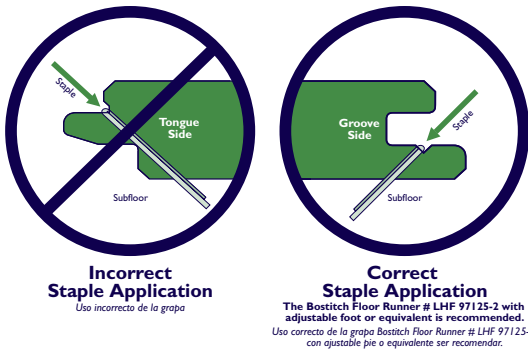 Staple
Tongue
Side
Subfloor
Incorrect
Staple Application
Uso incorrecto de la grapa
Groove
Side
Staple
Subfloor
Correct
Staple Application
The Bostitch Floor Runner # LHF 97125-2 with
adjustable foot or equivalent is recommended.
Uso correcto de la grapa Bostitch Floor Runner # LHF 97125-
con ajustable pie o equivalente ser recomendar.